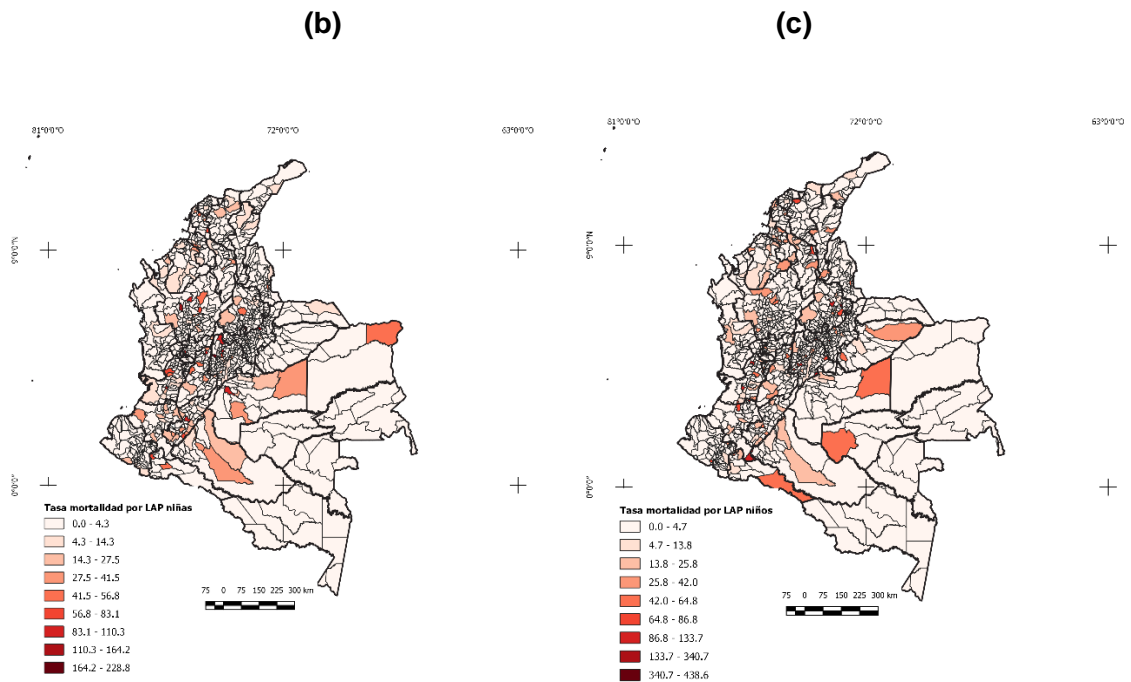 (b)
(c)
81°0'0"O
72°0'0"O
63°0'0"O
81°0'0"O
72°0'0"O
63°0'0"O
9°0'0"N
9°0'0"N
0°0'0"
0°0'0"
Tasa mortalidad por LAP niñas
0.0 - 4.3
4.3 - 14.3
14.3 - 27.5
27.5 - 41.5
41.5 - 56.8
56.8 - 83.1
83.1 - 110.3
110.3 - 164.2
164.2 - 228.8
75 0 75 150 225 300 km
Tasa mortalidad por LAP niños
0.0 - 4.7
4.7 - 13.8
13.8 - 25.8
25.8 - 42.0
42.0 - 64.8
64.8 - 86.8
86.8 - 133.7
133.7 - 340.7
340.7 - 438.6
75 0 75 150 225 300 km